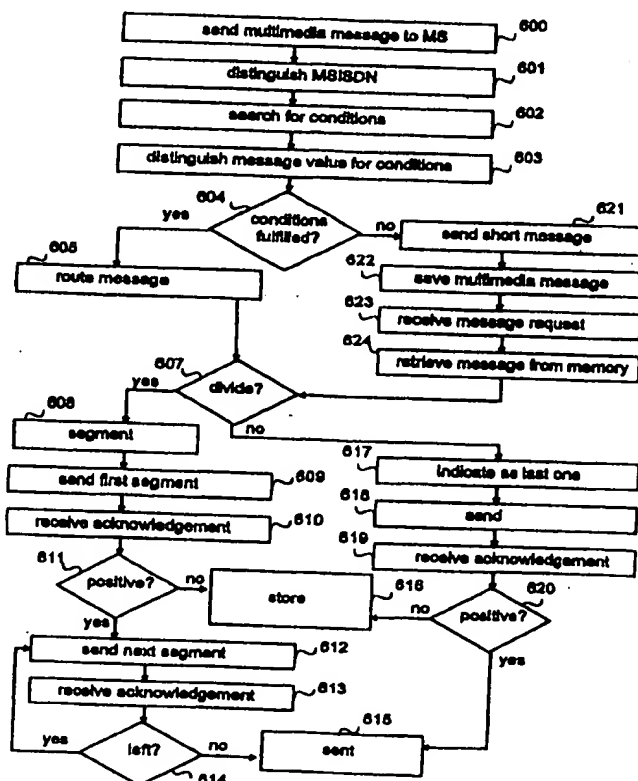 send multimedia message to MS
600
distinguish MSISDN
601
search for conditions
602
distinguish message value for conditions
603
604
conditions
fulfilled?
yes
no
605
route message
621
send short message
622
save multimedia message
623
receive message request
624
retrieve message from memory
607
divide?
yes
no
608
segment
send first segment
609
receive acknowledgement
610
611
positive?
no
yes
617
indicate as last one
618
send
619
receive acknowledgement
616
store
620
positive?
no
yes
send next segment
612
receive acknowledgement
613
left?
yes
no
614
615
sent